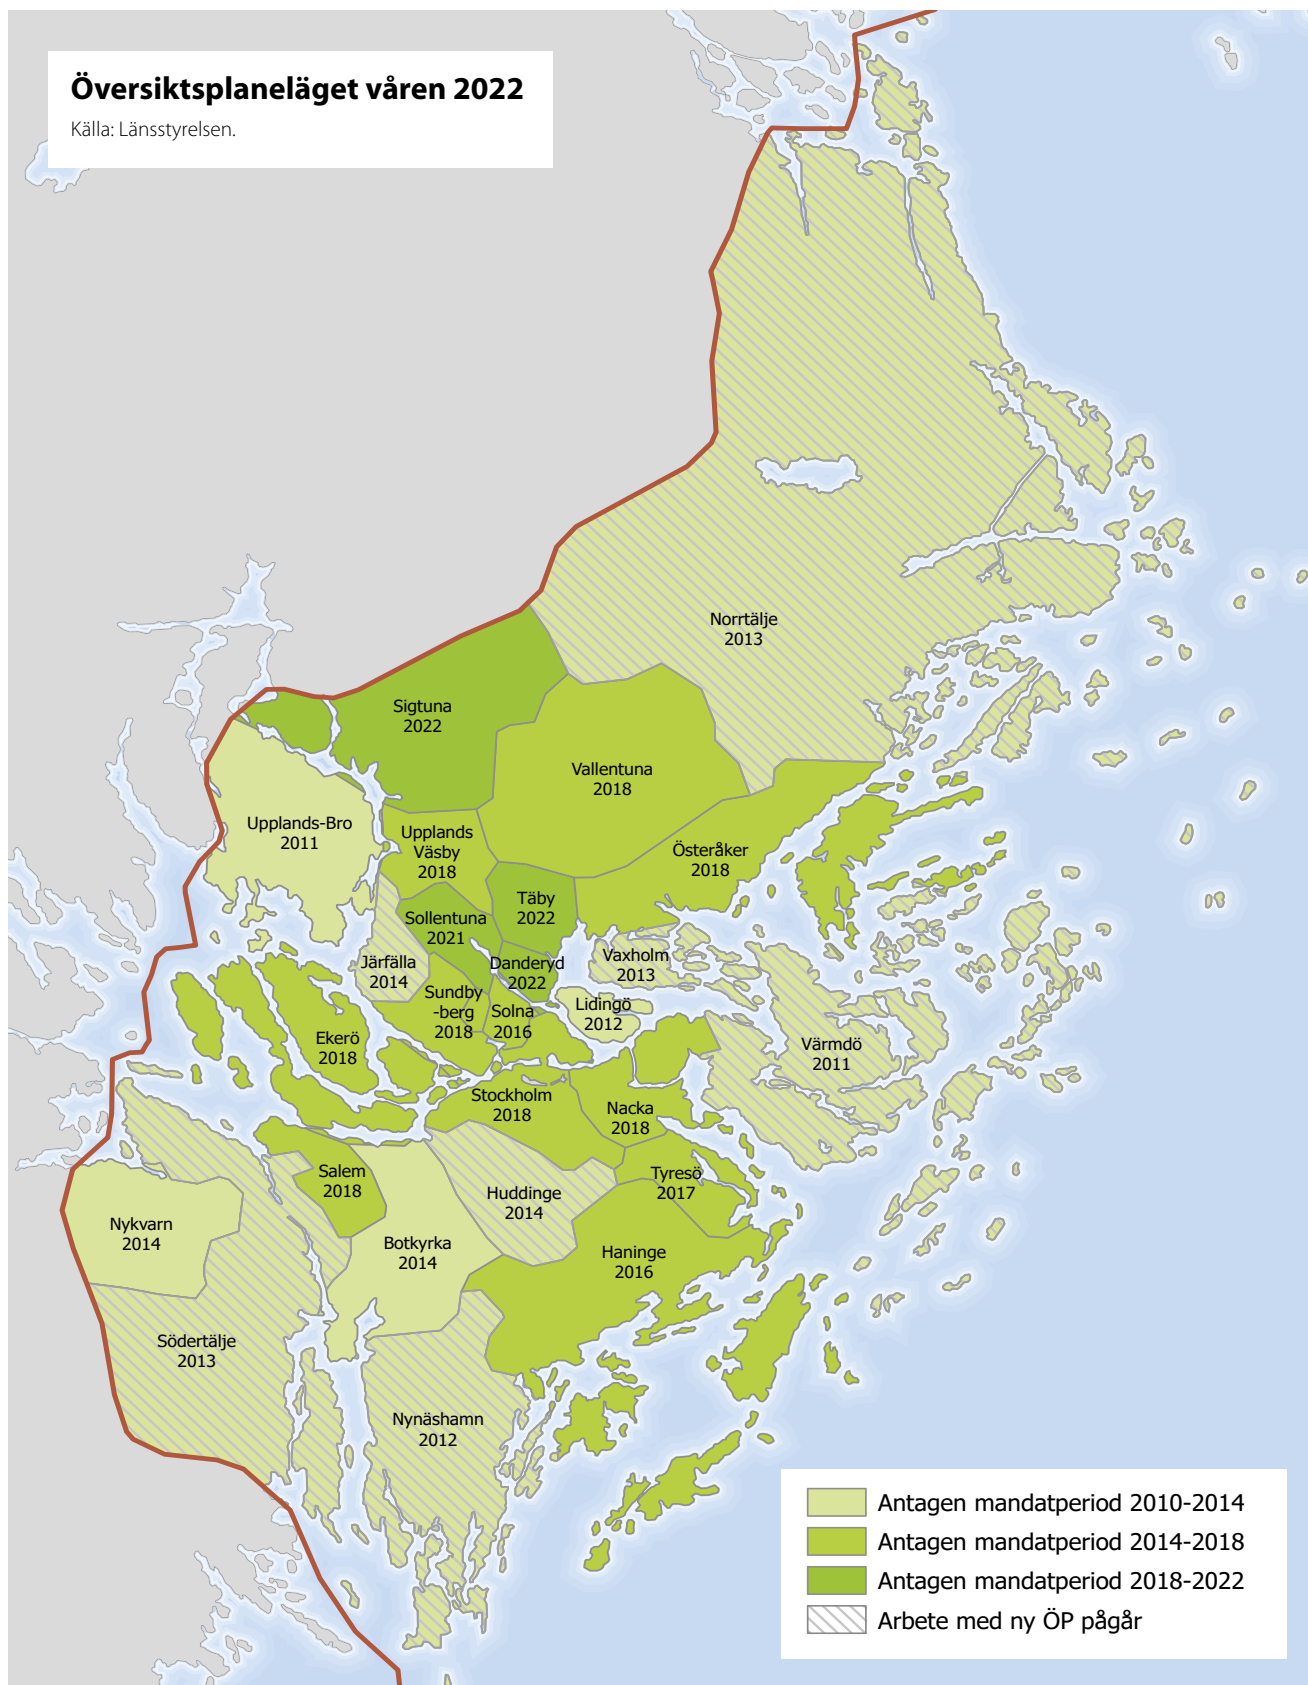 Översiktsplaneläget våren 2022
Källa: Länsstyrelsen.
Norrtälje
2013
Sigtuna
2022
Vallentuna
2018
Upplands-Bro
2011
Upplands
Väsby
2018
Österåker
2018
Täby
2022
Sollentuna
2021
Järfälla
2014
Danderyd
2022
Vaxholm
2013
Sundby
-berg
2018
Solna
2016
Lidingö
2012
Ekerö
2018
Värmdö
2011
Stockholm
2018
Nacka
2018
Salem
2018
Tyresö
2017
Huddinge
2014
Nykvarn
2014
Botkyrka
2014
Haninge
2016
Södertälje
2013
Nynäshamn
2012
Antagen mandatperiod 2010-2014
Antagen mandatperiod 2014-2018
Antagen mandatperiod 2018-2022
Arbete med ny ÖP pågår